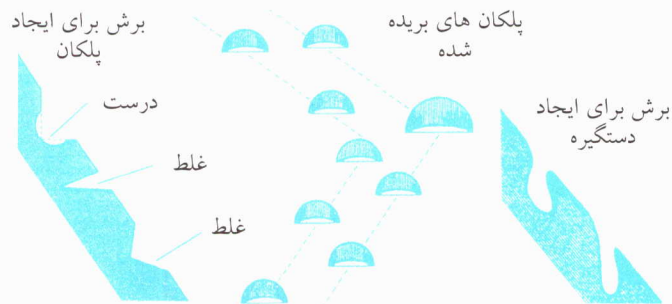 برش برای ایجاد
پلکان
درست
غلط
غلط
پلکان های بریده
شده
برش برای ایجاد
دستگیره